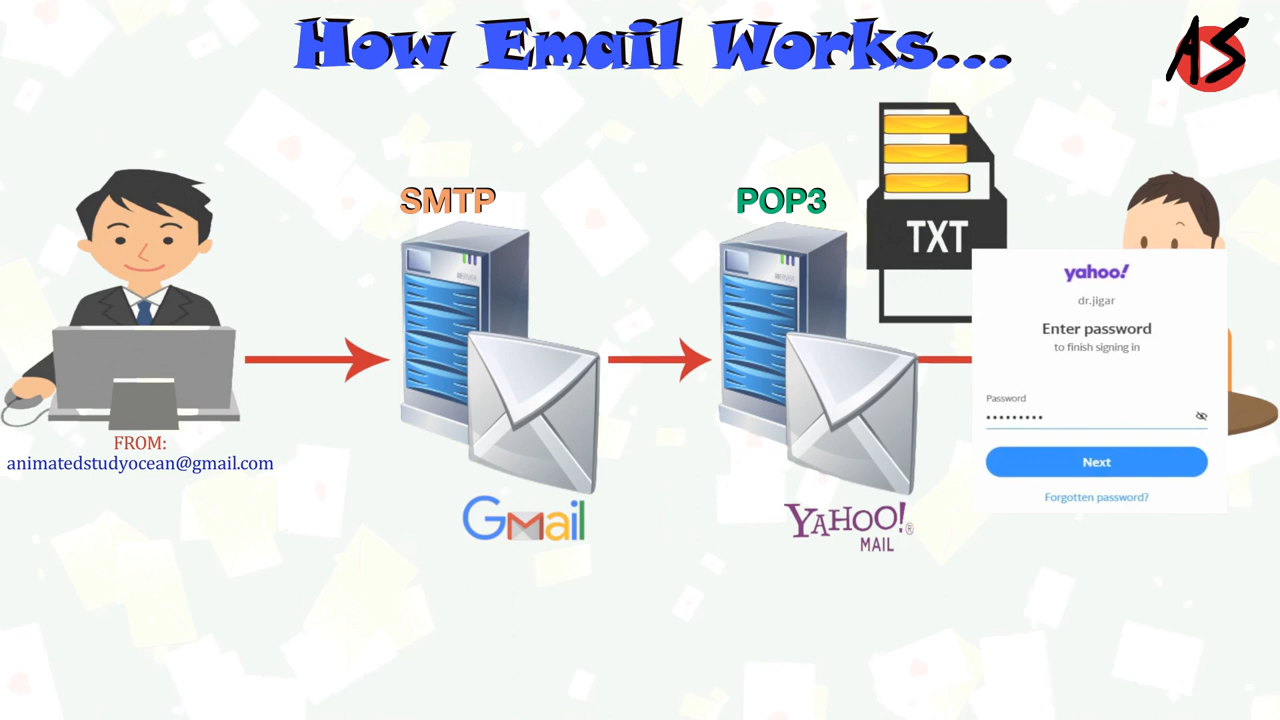 How Email Works...
AS
SMTP
POP3
TXT
FROM:
animatedstudyocean@gmail.com
Gmail
YAHOO!®
MAIL
yahoo!
dr.jigar
Enter password
to finish signing in
Password
•••••••••
Next
Forgotten password?